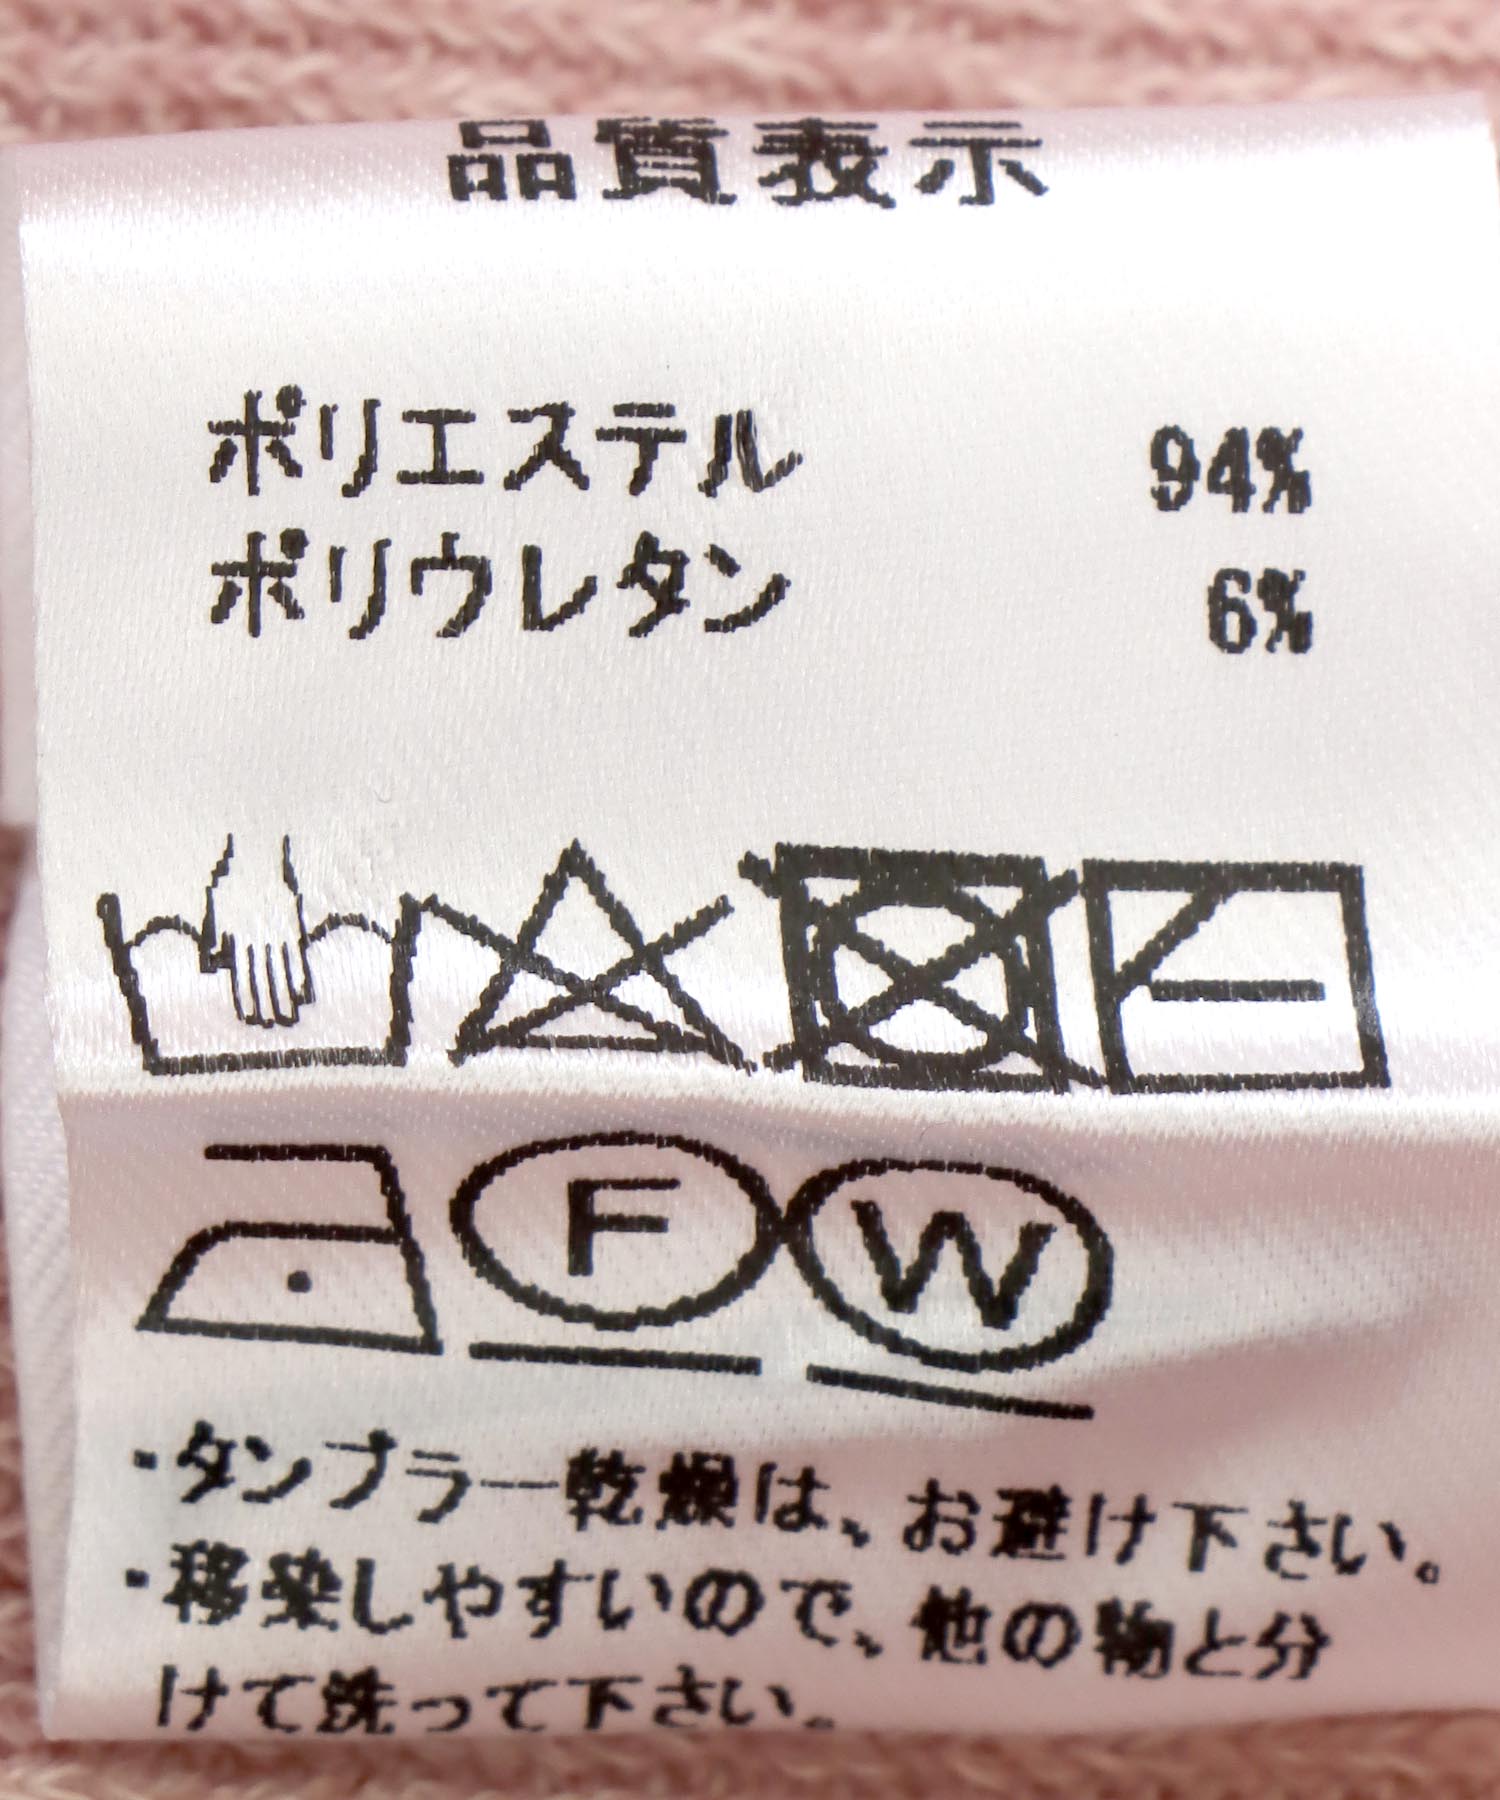 品質表示
ポリエステル 94%
ポリウレタン 6%
F W
・タンブラー乾燥は、お避け下さい。
・移染しやすいので、他の物と分
けて洗って下さい。